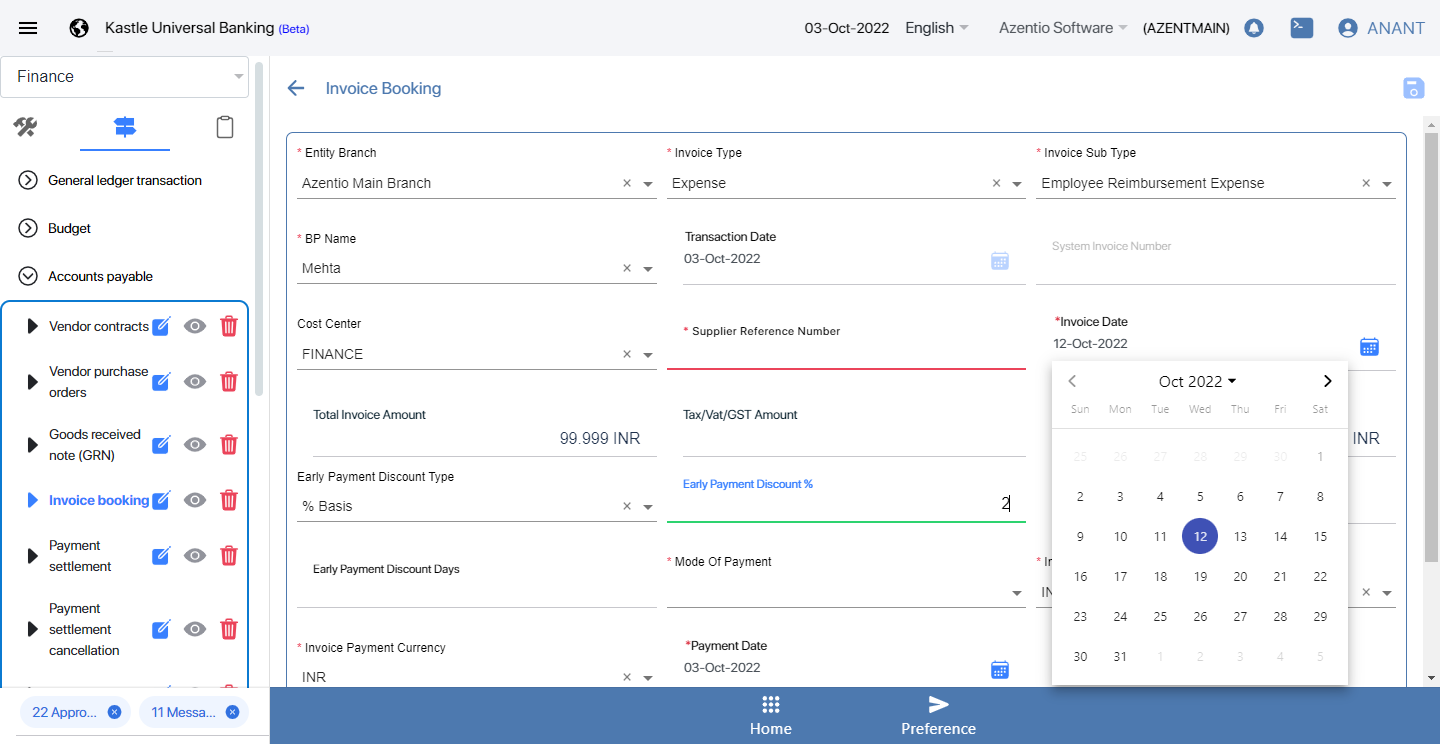 Kastle Universal Banking (Beta)
03-Oct-2022 English Azentio Software (AZENTMAIN) ANANT
Finance
General ledger transaction
Budget
Accounts payable
Vendor contracts
Vendor purchase
orders
Goods received
note (GRN)
Invoice booking
Payment
settlement
Payment
settlement
cancellation
22 Appro...
11 Messa...
Invoice Booking
* Entity Branch
Azentio Main Branch
* Invoice Type
Expense
* Invoice Sub Type
Employee Reimbursement Expense
* BP Name
Mehta
Transaction Date
03-Oct-2022
System Invoice Number
Cost Center
FINANCE
* Supplier Reference Number
*Invoice Date
12-Oct-2022
Total Invoice Amount
99.999 INR
Tax/Vat/GST Amount
INR
Early Payment Discount Type
% Basis
Early Payment Discount %
2
Early Payment Discount Days
* Mode Of Payment
* Invoice Payment Currency
INR
*Payment Date
03-Oct-2022
Oct 2022
Sun Mon Tue Wed Thu Fri Sat
25 26 27 28 29 30 1
2 3 4 5 6 7 8
9 10 11 12 13 14 15
16 17 18 19 20 21 22
23 24 25 26 27 28 29
30 31 1 2 3 4 5
Home
Preference